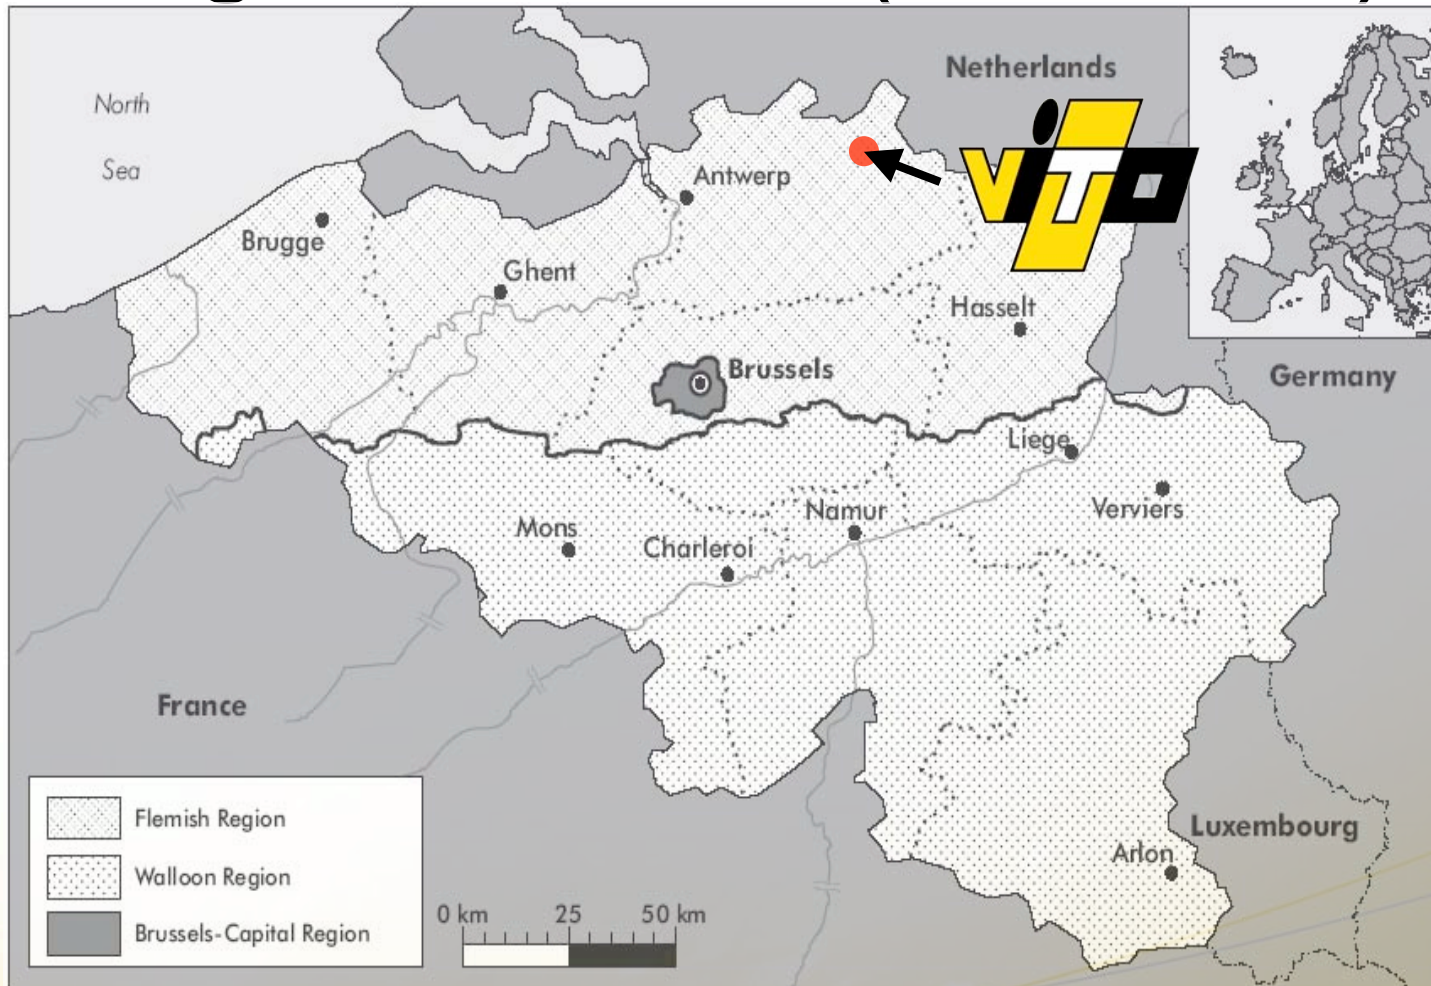 Netherlands
North
Sea
ViTO
Antwerp
Brugge
Ghent
Hasselt
Brussels
Germany
Liege
Verviers
Namur
Mons
Charleroi
France
Luxembourg
Arlon
Flemish Region
Walloon Region
Brussels-Capital Region
0 km 25 50 km